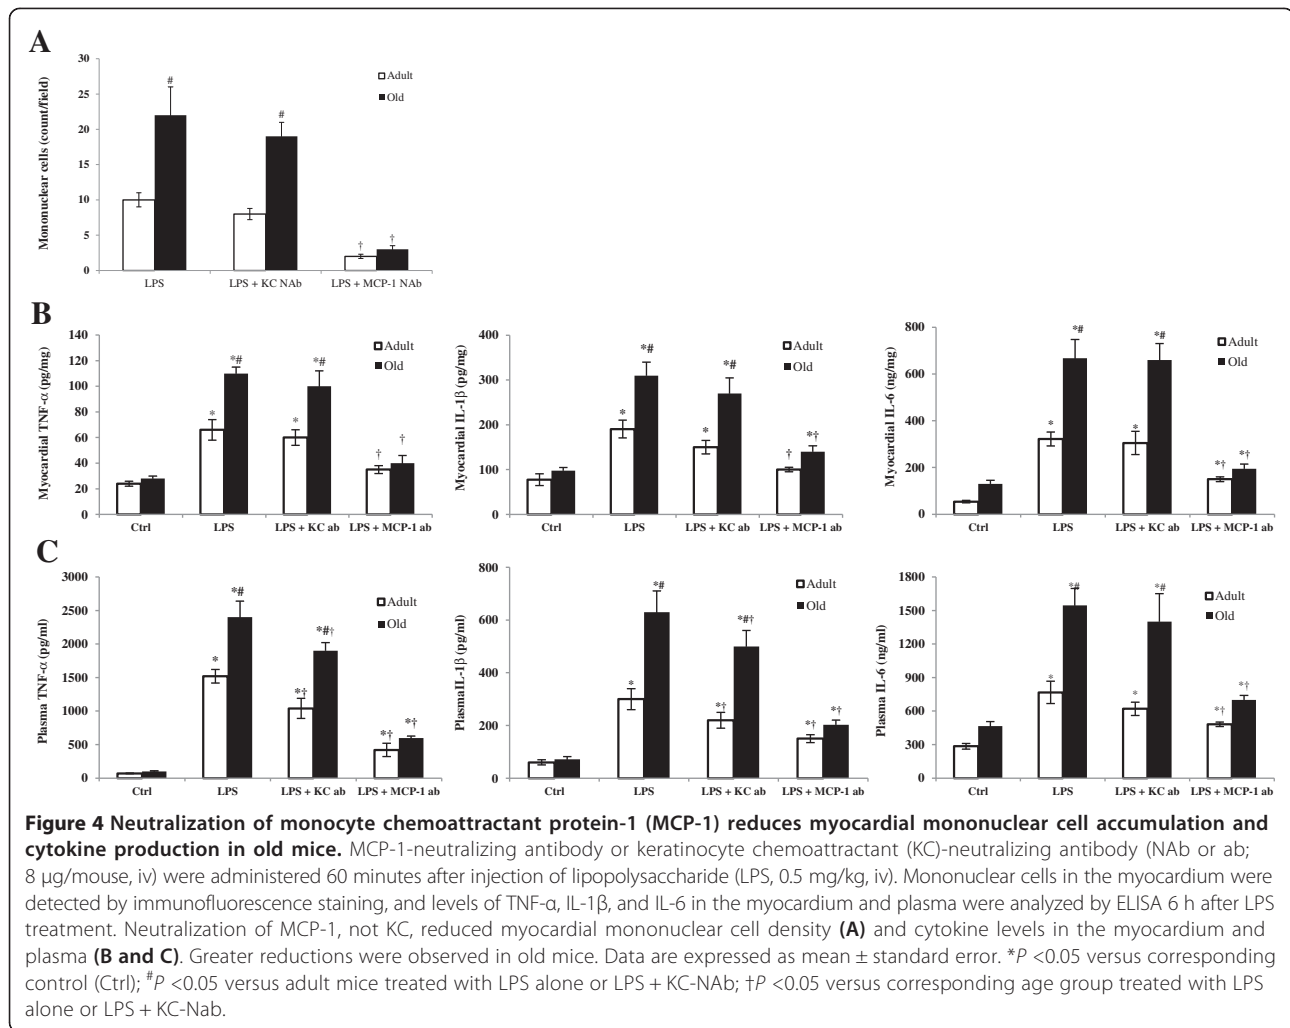 A
Mononuclear cells (count/field)
30
25
20
15
10
5
0
#
#
†
†
Adult
Old
LPS
LPS + KC NAb
LPS + MCP-1 NAb
B
Myocardial TNF-α (pg/mg)
140
120
100
80
60
40
20
0
*
*#
*
*#
†
†
Adult
Old
Ctrl
LPS
LPS + KC ab
LPS + MCP-1 ab
Myocardial IL-1β (pg/mg)
400
300
200
100
0
*
*#
*
*#
†
*†
Adult
Old
Ctrl
LPS
LPS + KC ab
LPS + MCP-1 ab
Myocardial IL-6 (ng/mg)
800
600
400
200
0
*
*#
*
*#
*†
*†
Adult
Old
Ctrl
LPS
LPS + KC ab
LPS + MCP-1 ab
C
Plasma TNF-α (pg/ml)
3000
2500
2000
1500
1000
500
0
*
*#
*†
*#†
*†
*†
Adult
Old
Ctrl
LPS
LPS + KC ab
LPS + MCP-1 ab
PlasmaIL-1β (pg/ml)
800
600
400
200
0
*
*#
*†
*#†
*†
*†
Adult
Old
Ctrl
LPS
LPS + KC ab
LPS + MCP-1 ab
Plasma IL-6 (ng/ml)
1800
1500
1200
900
600
300
0
*
*#
*
*#
*†
*†
Adult
Old
Ctrl
LPS
LPS + KC ab
LPS + MCP-1 ab
Figure 4 Neutralization of monocyte chemoattractant protein-1 (MCP-1) reduces myocardial mononuclear cell accumulation and
cytokine production in old mice. MCP-1-neutralizing antibody or keratinocyte chemoattractant (KC)-neutralizing antibody (NAb or ab;
8 μg/mouse, iv) were administered 60 minutes after injection of lipopolysaccharide (LPS, 0.5 mg/kg, iv). Mononuclear cells in the myocardium were
detected by immunofluorescence staining, and levels of TNF-α, IL-1β, and IL-6 in the myocardium and plasma were analyzed by ELISA 6 h after LPS
treatment. Neutralization of MCP-1, not KC, reduced myocardial mononuclear cell density (A) and cytokine levels in the myocardium and
plasma (B and C). Greater reductions were observed in old mice. Data are expressed as mean ± standard error. *P <0.05 versus corresponding
control (Ctrl); #P <0.05 versus adult mice treated with LPS alone or LPS + KC-NAb; †P <0.05 versus corresponding age group treated with LPS
alone or LPS + KC-Nab.